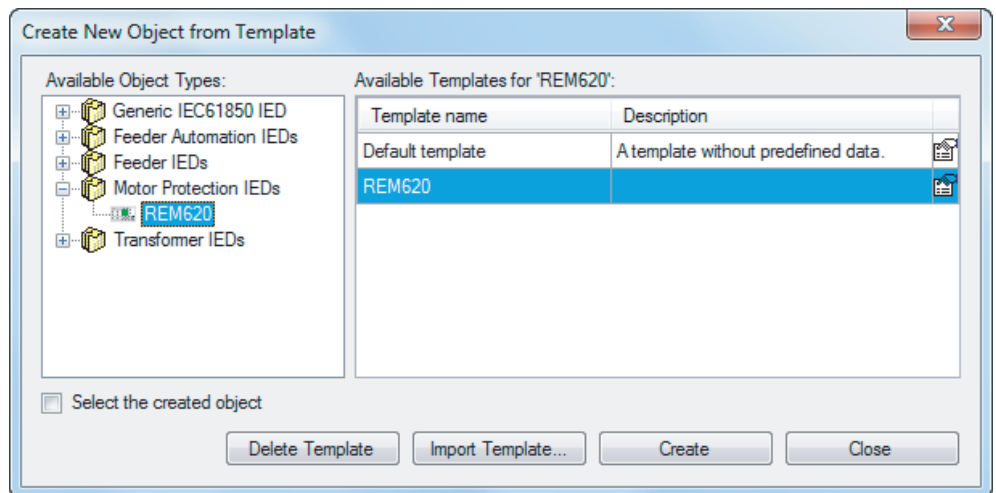 Create New Object from Template
Available Object Types:
Generic IEC61850 IED
Feeder Automation IEDs
Feeder IEDs
Motor Protection IEDs
REM620
Transformer IEDs
Available Templates for 'REM620':
Template name Description
Default template A template without predefined data.
REM620
Select the created object
Delete Template Import Template... Create Close